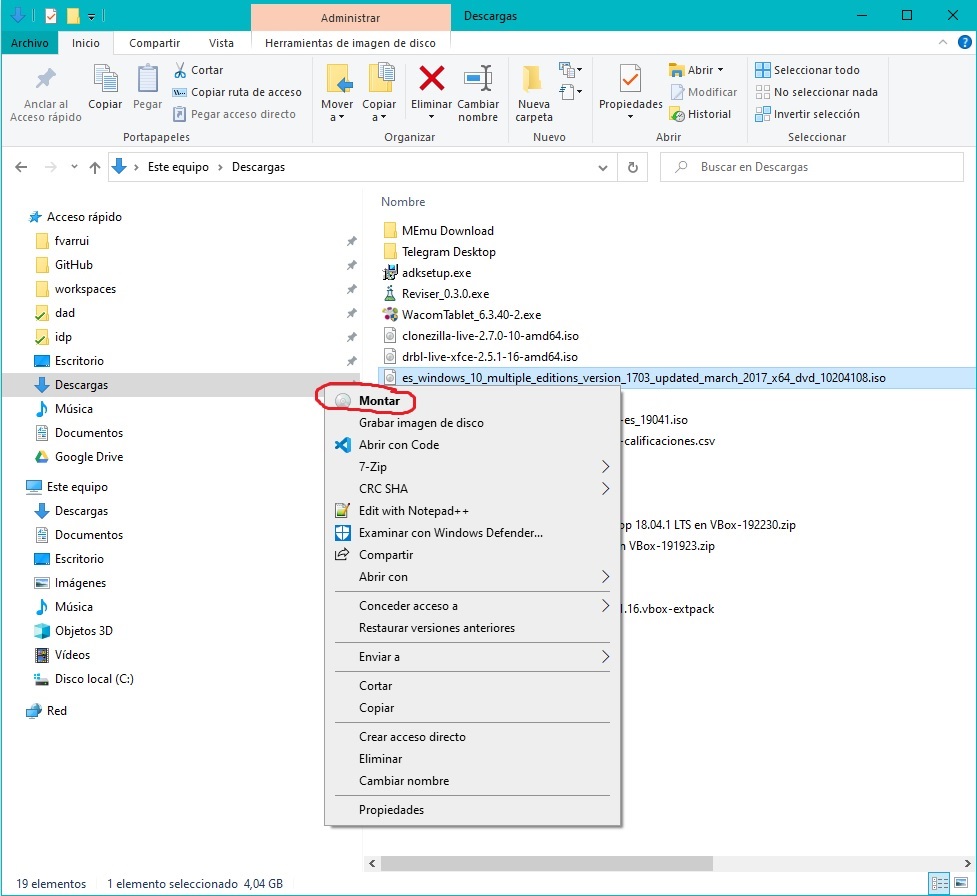 Administrar
Descargas
Archivo
Inicio
Compartir
Vista
Herramientas de imagen de disco
Anclar al
Acceso rápido
Copiar
Pegar
Cortar
Copiar ruta de acceso
Pegar acceso directo
Portapapeles
Mover
a
Copiar
a
Eliminar
Cambiar
nombre
Organizar
Nueva
carpeta
Nuevo
Propiedades
Abrir
Modificar
Historial
Abrir
Seleccionar todo
No seleccionar nada
Invertir selección
Seleccionar
Este equipo > Descargas
Buscar en Descargas
Acceso rápido
fvarrui
GitHub
workspaces
dad
idp
Escritorio
Descargas
Música
Documentos
Google Drive
Este equipo
Descargas
Documentos
Escritorio
Imágenes
Música
Objetos 3D
Vídeos
Disco local (C:)
Red
Nombre
MEmu Download
Telegram Desktop
adksetup.exe
Reviser_0.3.0.exe
WacomTablet_6.3.40-2.exe
clonezilla-live-2.7.0-10-amd64.iso
drbl-live-xfce-2.5.1-16-amd64.iso
es_windows_10_multiple_editions_version_1703_updated_march_2017_x64_dvd_10204108.iso
-es_19041.iso
-calificaciones.csv
pp 18.04.1 LTS en VBox-192230.zip
n VBox-191923.zip
1.16.vbox-extpack
Montar
Grabar imagen de disco
Abrir con Code
7-Zip
CRC SHA
Edit with Notepad++
Examinar con Windows Defender...
Compartir
Abrir con
Conceder acceso a
Restaurar versiones anteriores
Enviar a
Cortar
Copiar
Crear acceso directo
Eliminar
Cambiar nombre
Propiedades
19 elementos
1 elemento seleccionado 4,04 GB